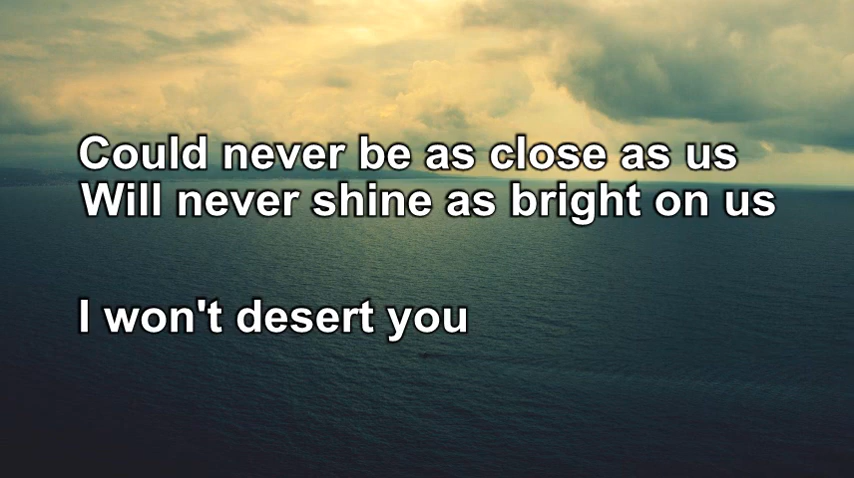 Could never be as close as us
Will never shine as bright on us
I won't desert you